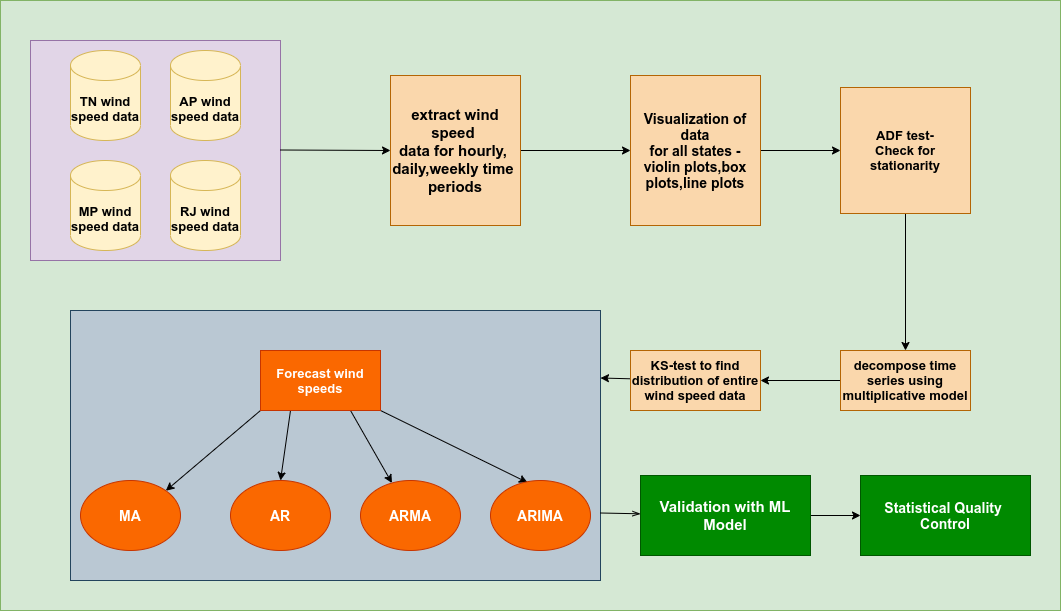 TN wind
speed data
AP wind
speed data
MP wind
speed data
RJ wind
speed data
extract wind
speed
data for hourly,
daily,weekly time
periods
Visualization of
data
for all states -
violin plots,box
plots,line plots
ADF test-
Check for
stationarity
decompose time
series using
multiplicative model
KS-test to find
distribution of entire
wind speed data
Forecast wind
speeds
MA
AR
ARMA
ARIMA
Validation with ML
Model
Statistical Quality
Control